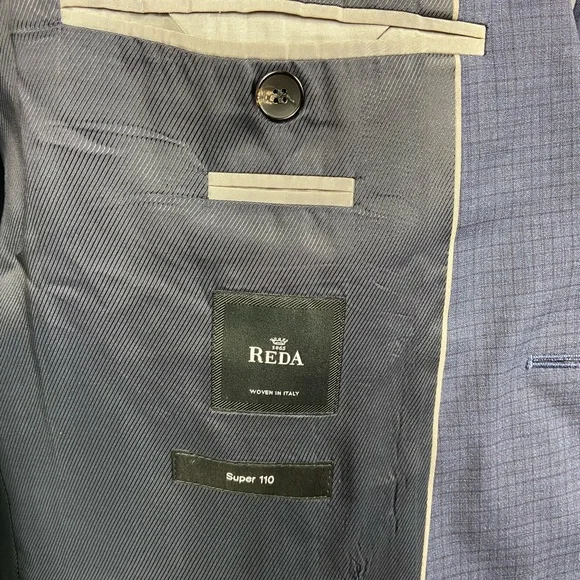 1865
REDA
WOVEN IN ITALY
Super 110